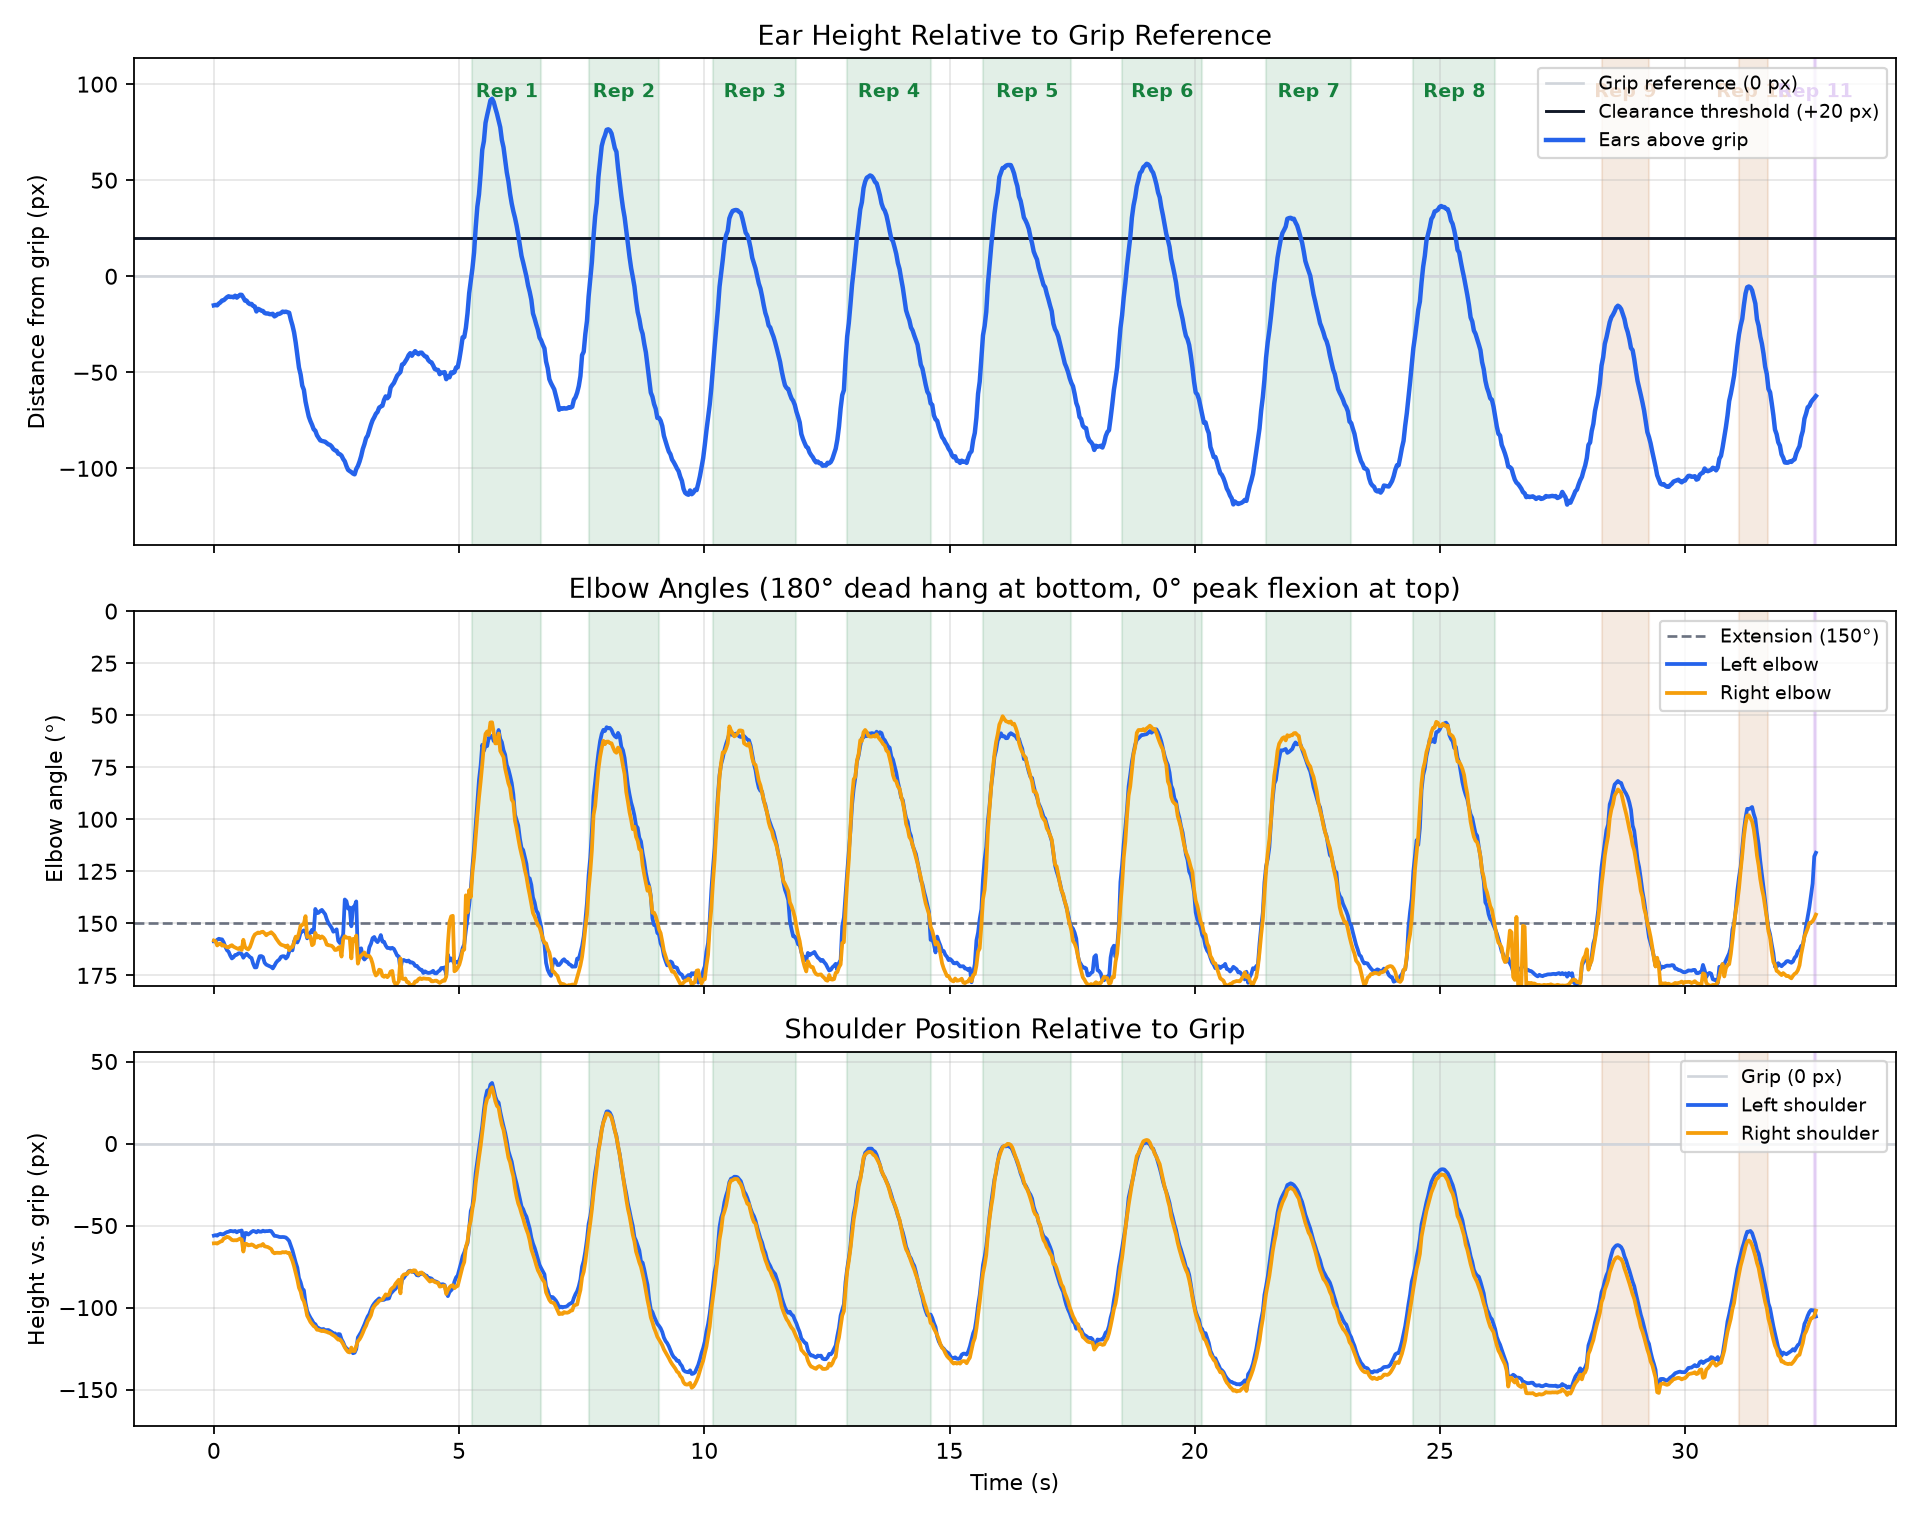 Ear Height Relative to Grip Reference
Distance from grip (px)
100
50
0
−50
−100
Rep 1
Rep 2
Rep 3
Rep 4
Rep 5
Rep 6
Rep 7
Rep 8
Rep 9
Rep 11
Grip reference (0 px)
Clearance threshold (+20 px)
Ears above grip
Elbow Angles (180° dead hang at bottom, 0° peak flexion at top)
Elbow angle (°)
0
25
50
75
100
125
150
175
Extension (150°)
Left elbow
Right elbow
Shoulder Position Relative to Grip
Height vs. grip (px)
50
0
−50
−100
−150
Grip (0 px)
Left shoulder
Right shoulder
0 5 10 15 20 25 30
Time (s)